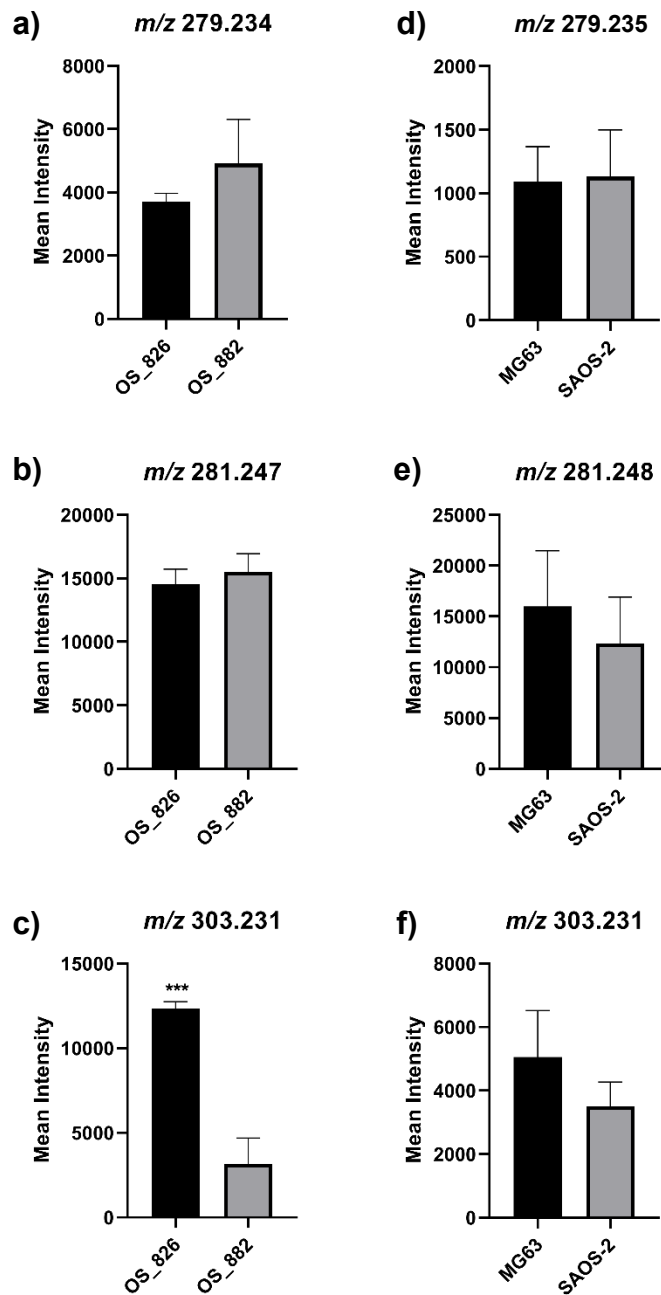 a)
m/z 279.234
Mean Intensity
8000
6000
4000
2000
0
OS_826
OS_882
d)
m/z 279.235
Mean Intensity
2000
1500
1000
500
0
MG63
SAOS-2
b)
m/z 281.247
Mean Intensity
20000
15000
10000
5000
0
OS_826
OS_882
e)
m/z 281.248
Mean Intensity
25000
20000
15000
10000
5000
0
MG63
SAOS-2
c)
m/z 303.231
Mean Intensity
15000
10000
5000
0
***
OS_826
OS_882
f)
m/z 303.231
Mean Intensity
8000
6000
4000
2000
0
MG63
SAOS-2